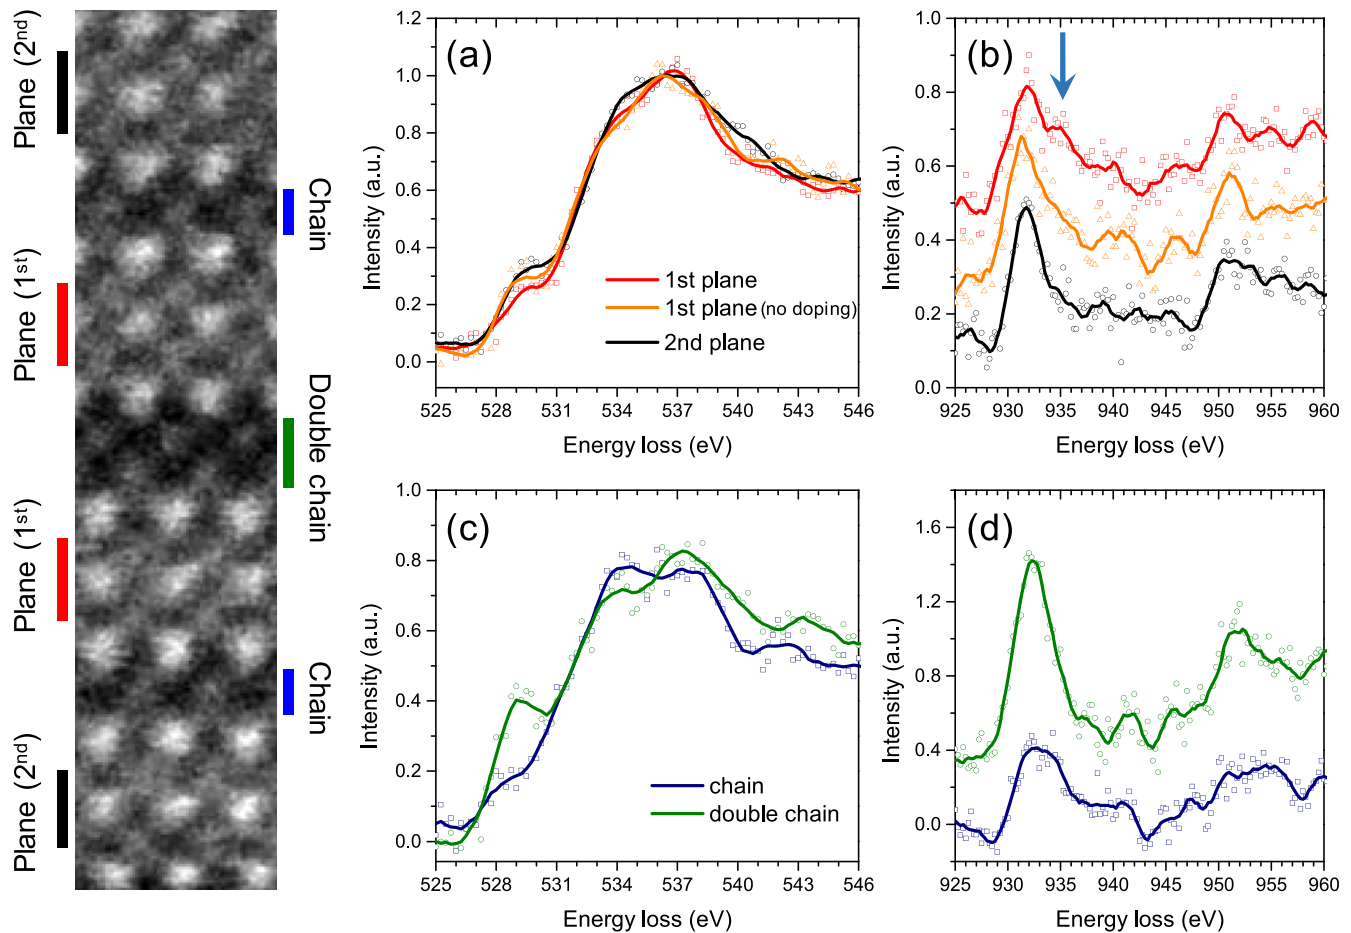 Plane (2nd)
Chain
Plane (1st)
Double chain
Plane (1st)
Chain
Plane (2nd)
(a)
1.2
1.0
0.8
0.6
0.4
0.2
0.0
Intensity (a.u.)
1st plane
1st plane (no doping)
2nd plane
525 528 531 534 537 540 543 546
Energy loss (eV)
(b)
1.0
0.8
0.6
0.4
0.2
0.0
Intensity (a.u.)
925 930 935 940 945 950 955 960
Energy loss (eV)
(c)
1.0
0.8
0.6
0.4
0.2
0.0
Intensity (a.u.)
chain
double chain
525 528 531 534 537 540 543 546
Energy loss (eV)
(d)
1.6
1.2
0.8
0.4
0.0
Intensity (a.u.)
925 930 935 940 945 950 955 960
Energy loss (eV)